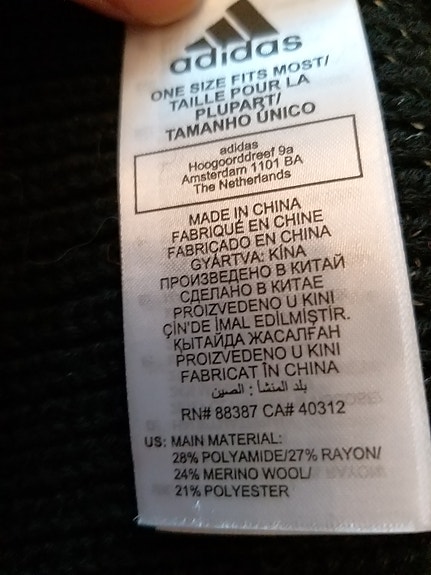 adidas
ONE SIZE FITS MOST/
TAILLE POUR LA
PLUPART/
TAMANHO ÚNICO
adidas
Hoogoorddreef 9a
Amsterdam 1101 BA
The Netherlands
MADE IN CHINA
FABRIQUÉ EN CHINE
FABRICADO EN CHINA
GYÁRTVA: KÍNA
ПРОИЗВЕДЕНО В КИТАЙ
СДЕЛАНО В КИТАЕ
PROIZVEDENO U KINI
ÇİN'DE İMAL EDİLMİŞTİR.
ҚЫТАЙДА ЖАСАЛҒАН
PROIZVEDENO U KINI
FABRICAT ÎN CHINA
بلد المنشأ : الصين
RN# 88387 CA# 40312
US: MAIN MATERIAL:
28% POLYAMIDE/27% RAYON/
24% MERINO WOOL/
21% POLYESTER